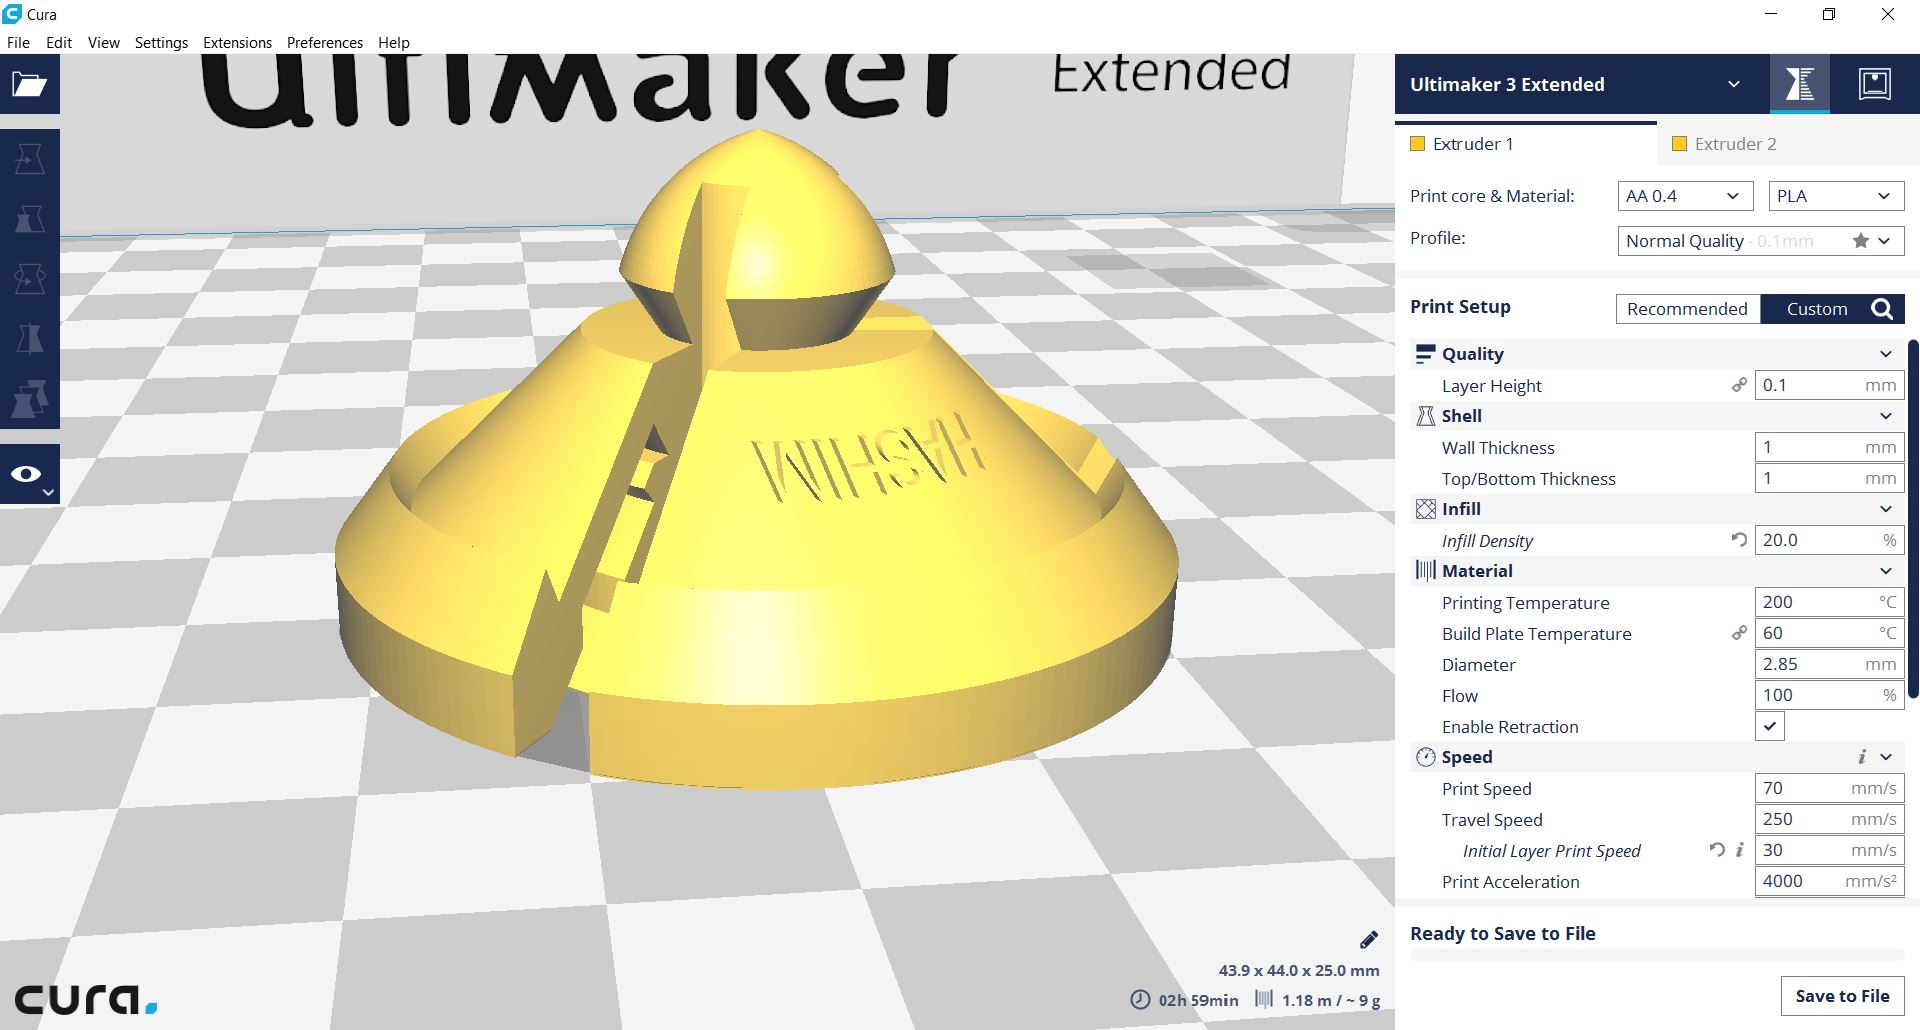 Cura
File Edit View Settings Extensions Preferences Help
Ultimaker
Extended
cura.
43.9 x 44.0 x 25.0 mm
02h 59min 1.18 m / ~ 9 g
Ultimaker 3 Extended
Extruder 1 Extruder 2
Print core & Material: AA 0.4 PLA
Profile: Normal Quality - 0.1mm
Print Setup Recommended Custom
Quality
Layer Height 0.1 mm
Shell
Wall Thickness 1 mm
Top/Bottom Thickness 1 mm
Infill
Infill Density 20.0 %
Material
Printing Temperature 200 °C
Build Plate Temperature 60 °C
Diameter 2.85 mm
Flow 100 %
Enable Retraction
Speed
Print Speed 70 mm/s
Travel Speed 250 mm/s
Initial Layer Print Speed 30 mm/s
Print Acceleration 4000 mm/s²
Ready to Save to File
Save to File